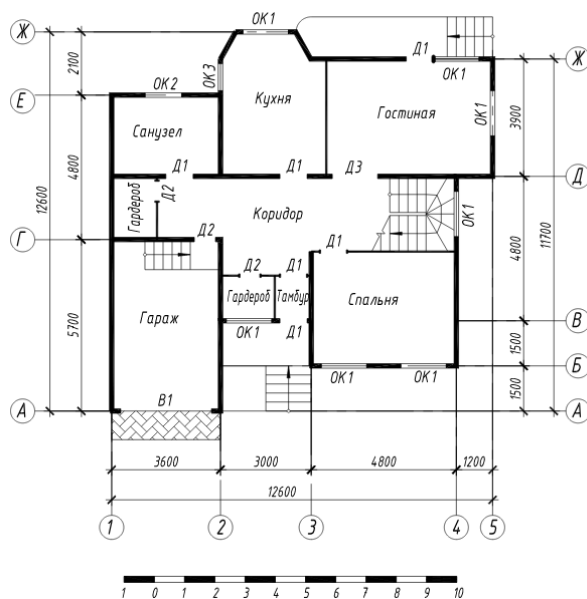 ОК1
Ж
Д1
Ж
ОК1
2100
ОК3
ОК2
Кухня
Гостиная
ОК1
3900
Е
Санузел
Д1
Д1
Д3
Д
4800
12600
Гардероб
Д2
Коридор
ОК1
4800
11700
Г
Д2
Д1
Д2
Д1
Гардероб
Тамбур
Спальня
Гараж
5700
ОК1
Д1
В
1500
ОК1
ОК1
Б
В1
1500
А
А
3600
3000
4800
1200
12600
1
2
3
4
5
1 0 1 2 3 4 5 6 7 8 9 10